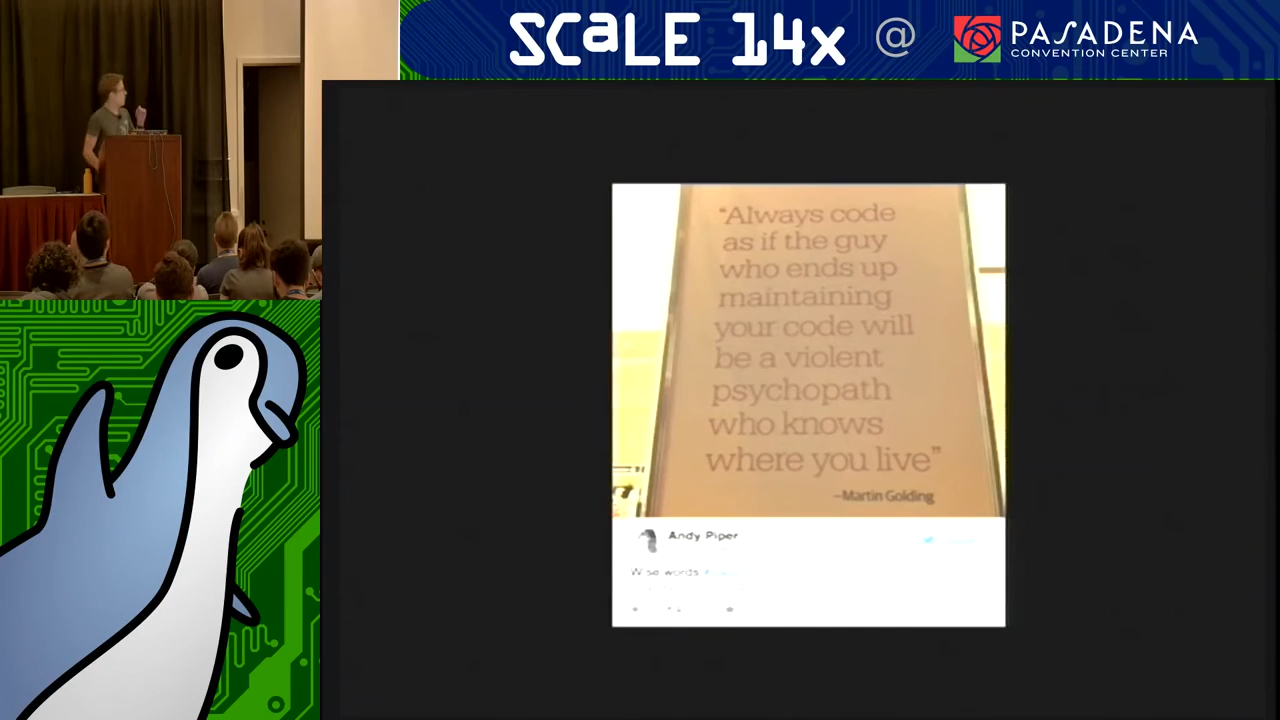 SCaLE 14x @ PASADENA
CONVENTION CENTER
“Always code
as if the guy
who ends up
maintaining
your code will
be a violent
psychopath
who knows
where you live”
–Martin Golding
Andy Piper
Wise words